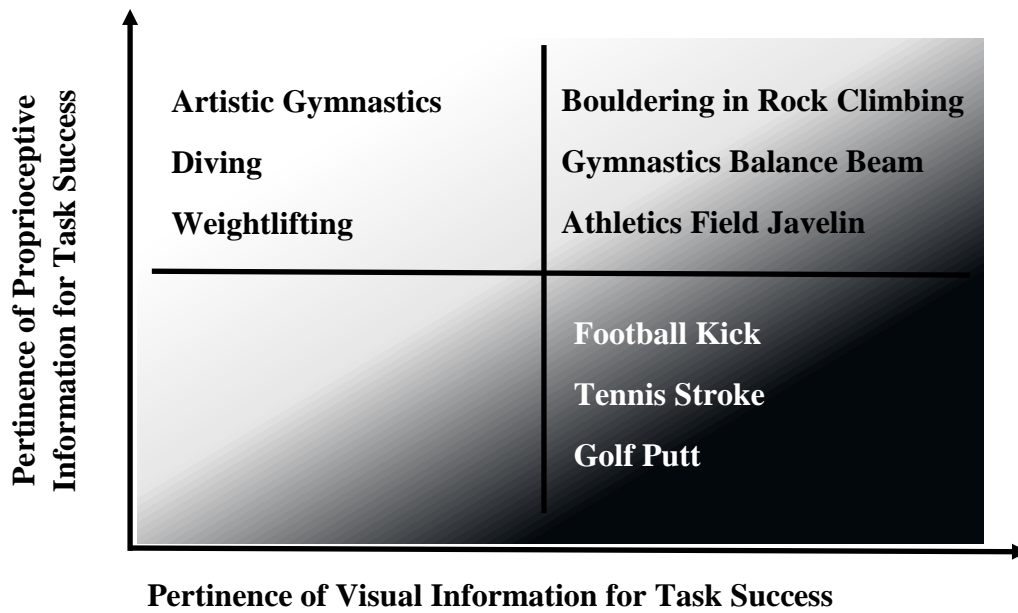 Pertinence of Proprioceptive
Information for Task Success
Artistic Gymnastics
Diving
Weightlifting
Bouldering in Rock Climbing
Gymnastics Balance Beam
Athletics Field Javelin
Football Kick
Tennis Stroke
Golf Putt
Pertinence of Visual Information for Task Success